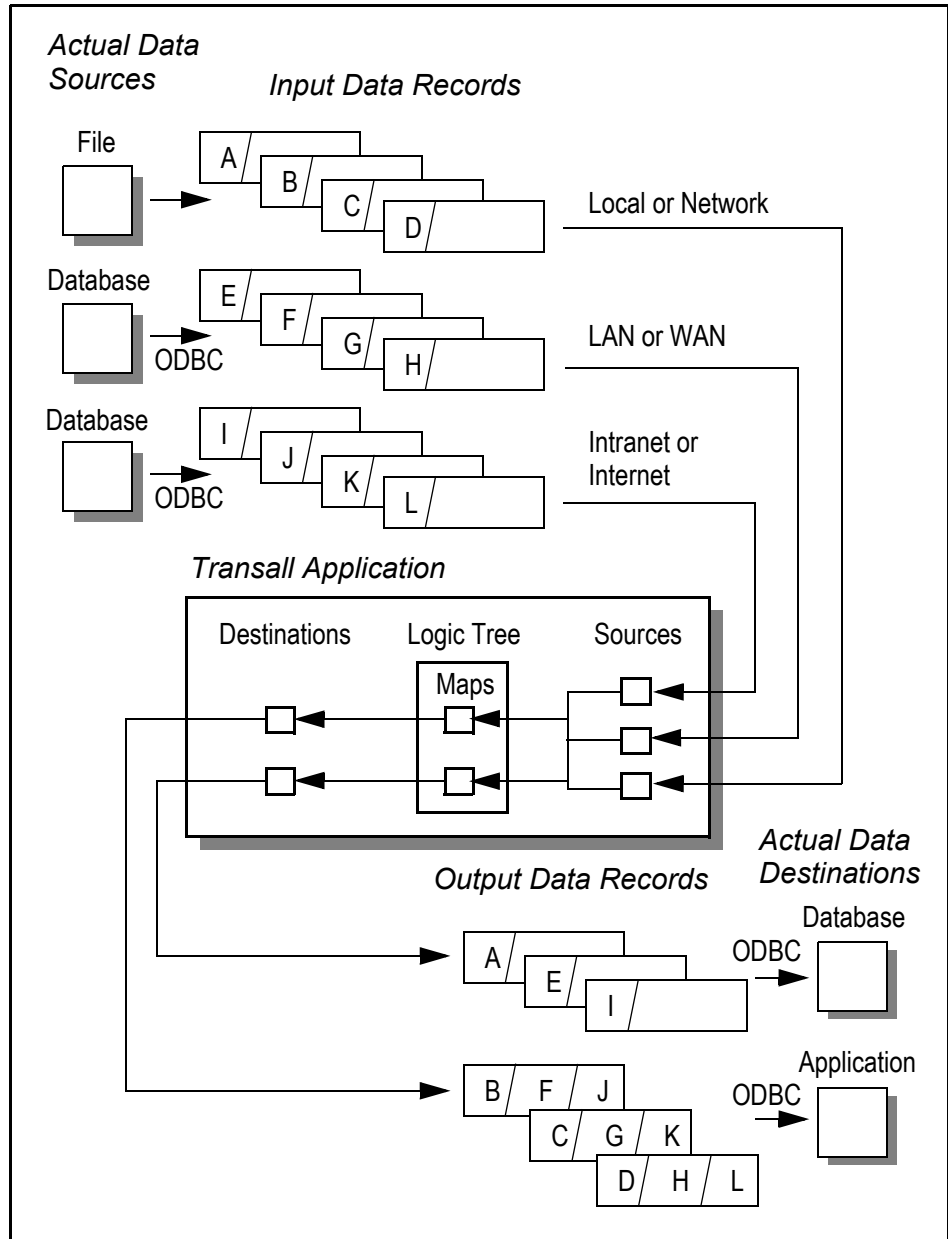 Actual Data
Sources
Input Data Records
File
A
B
C
D
Local or Network
Database
ODBC
E
F
G
H
LAN or WAN
Database
ODBC
I
J
K
L
Intranet or
Internet
Transall Application
Destinations
Logic Tree
Sources
Maps
Output Data Records
Actual Data
Destinations
A
E
I
ODBC
Database
B F J
C G K
D H L
ODBC
Application